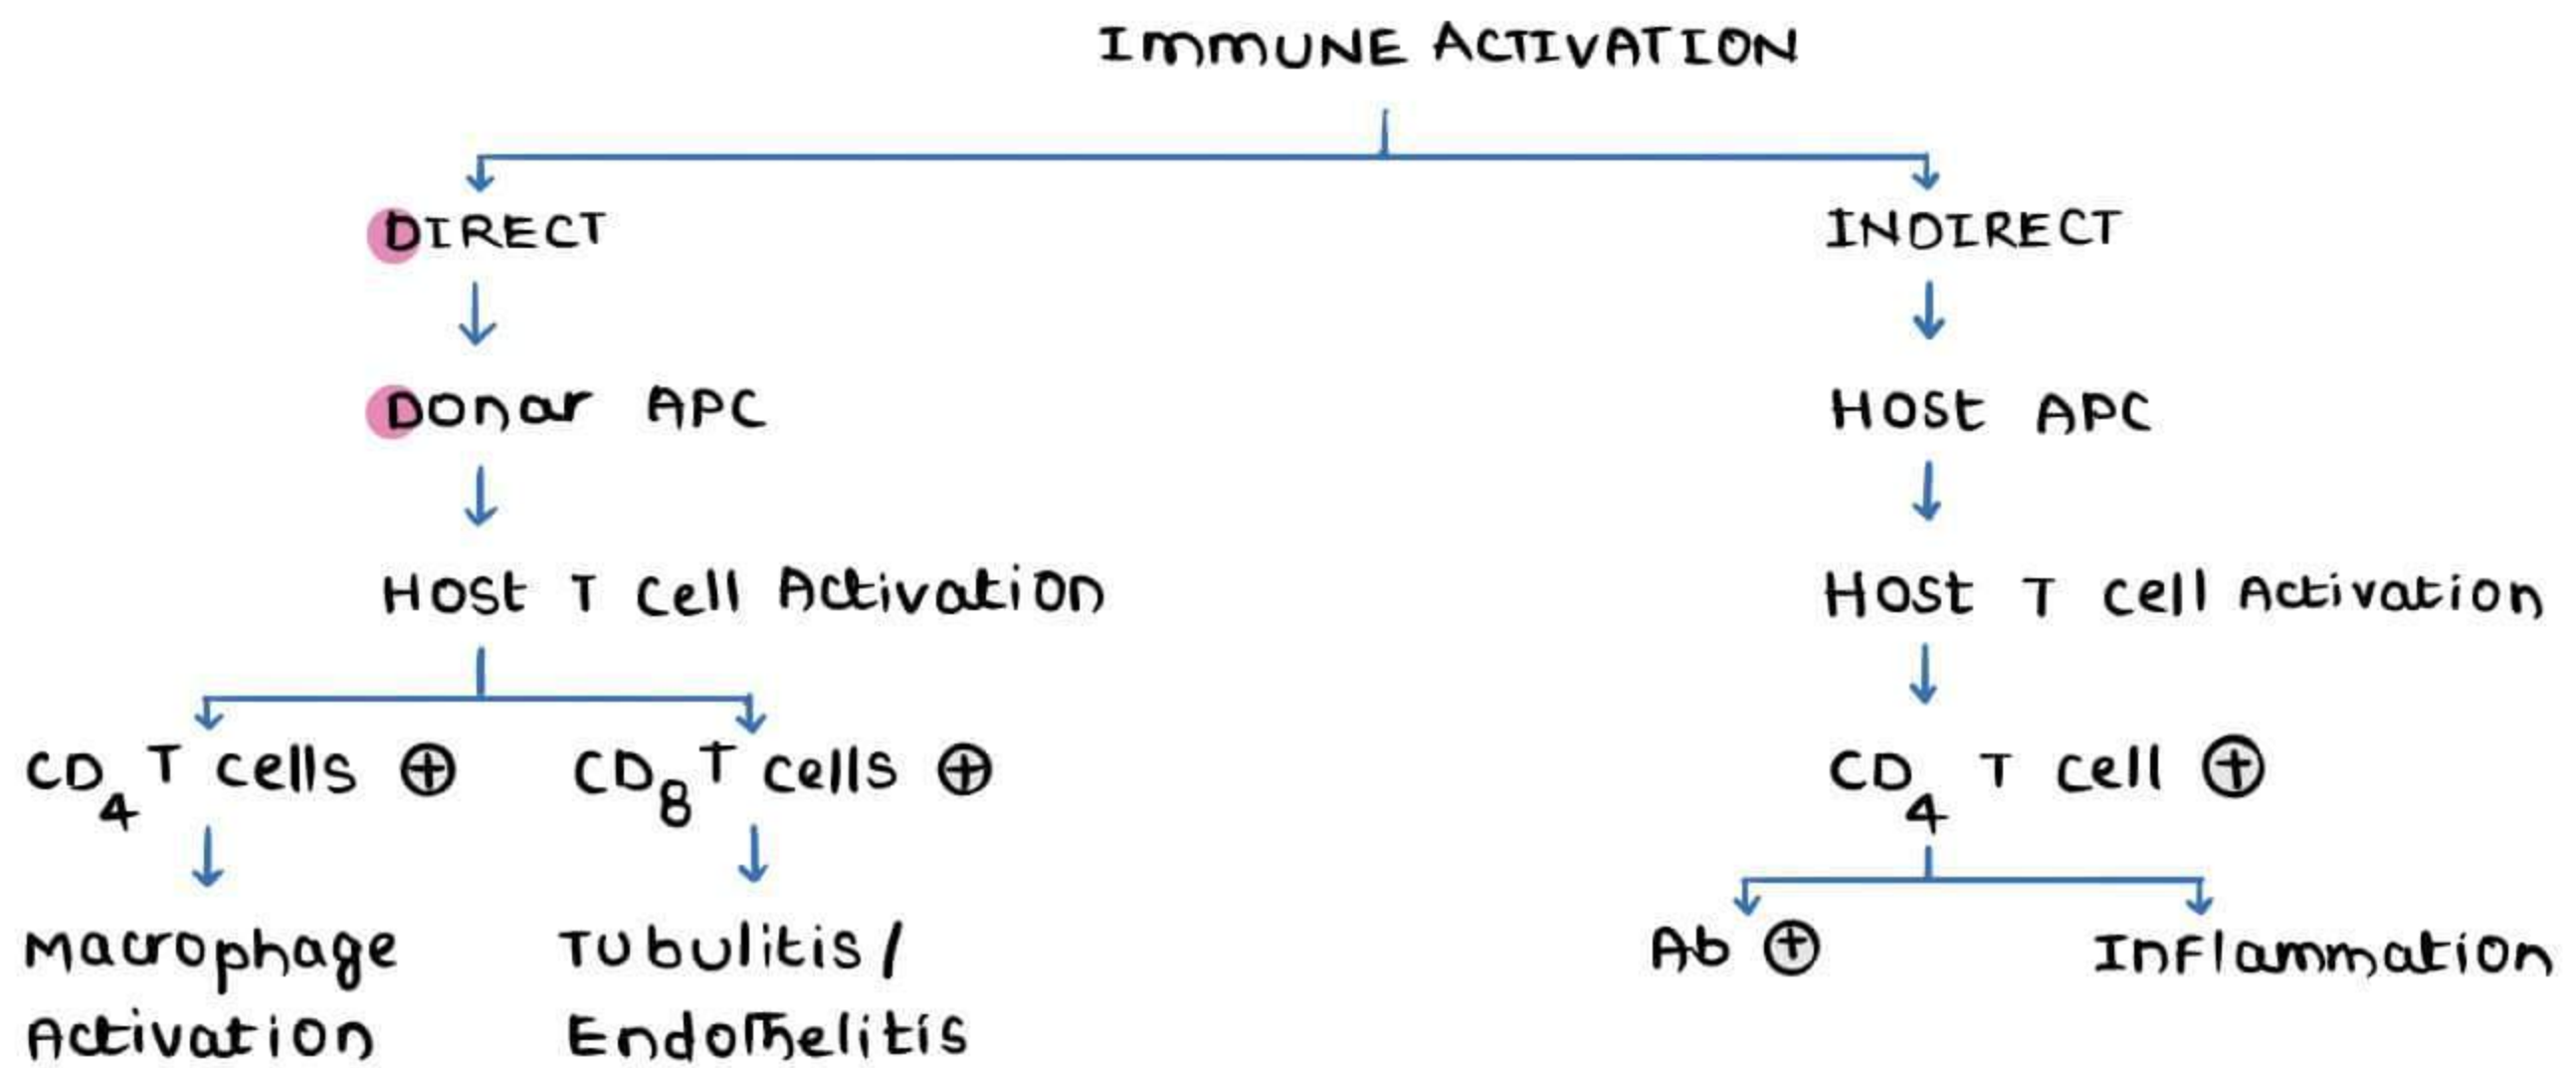 IMMUNE ACTIVATION
DIRECT
INDIRECT
Donar APC
Host APC
Host T cell Activation
Host T cell Activation
CD4 T cells ⊕
CD8 T cells ⊕
CD4 T cell ⊕
Macrophage
Activation
Tubulitis/
Endothelitis
Ab ⊕
Inflammation